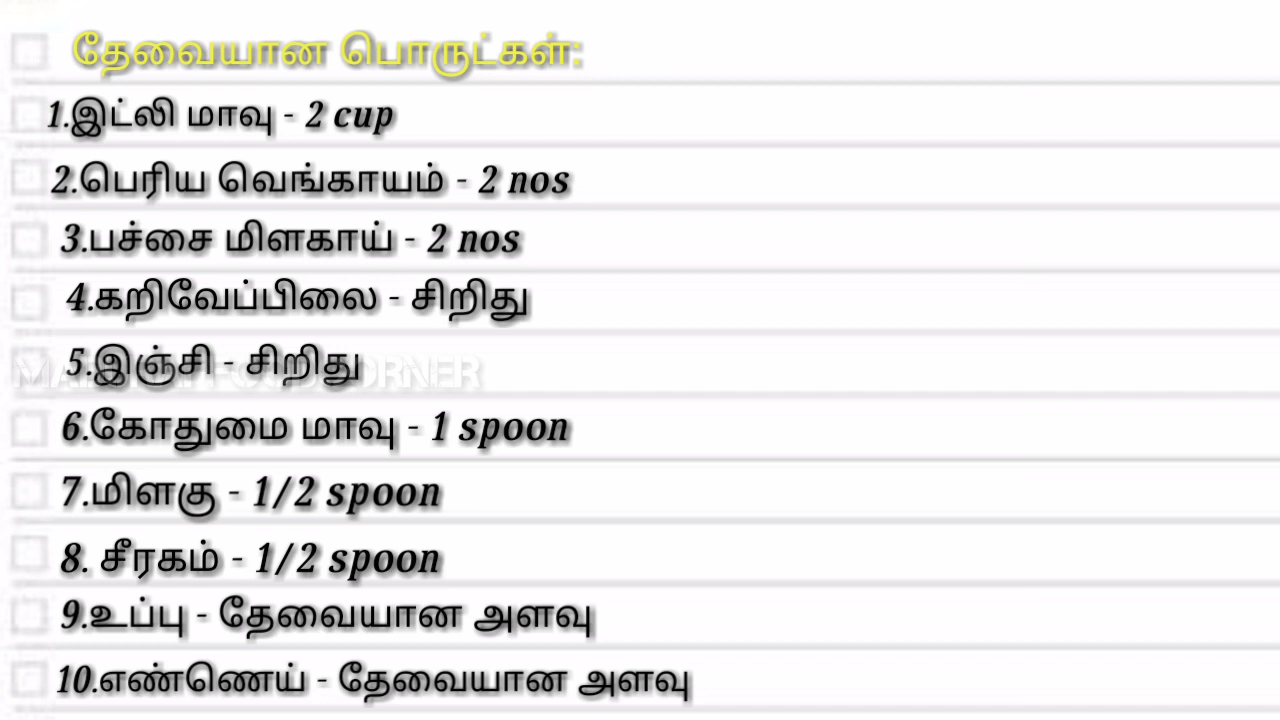 தேவையான பொருட்கள்:
1.இட்லி மாவு - 2 cup
2.பெரிய வெங்காயம் - 2 nos
3.பச்சை மிளகாய் - 2 nos
4.கறிவேப்பிலை - சிறிது
5.இஞ்சி - சிறிது
6.கோதுமை மாவு - 1 spoon
7.மிளகு - 1/2 spoon
8. சீரகம் - 1/2 spoon
9.உப்பு - தேவையான அளவு
10.எண்ணெய் - தேவையான அளவு